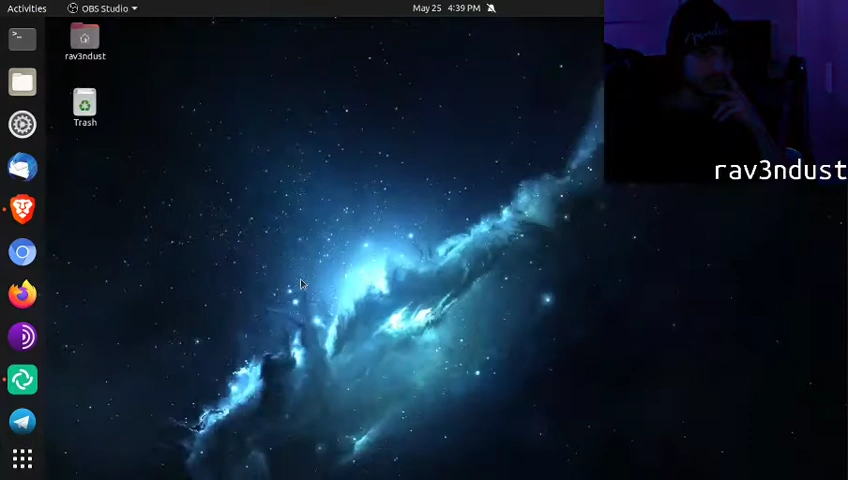 Activities
OBS Studio
May 25 4:39 PM
rav3ndust
Trash
rav3ndust